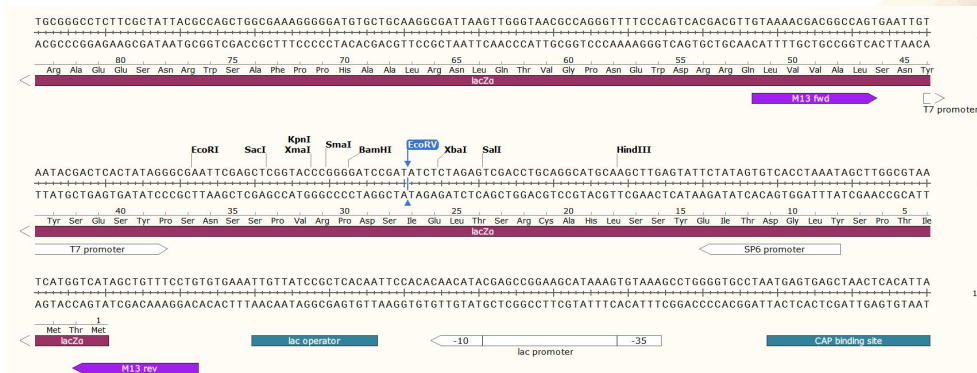 TGCGGGCCTCTTCGCTATTACGCCAGCTGGCGAAAGGGGGATGTGCTGCAAGGCGATTAAGTTGGGTAACGCCAGGGTTTTCCCAGTCACGACGTTGTAAAACGACGGCCAGTGAATTGT
ACGCCCGGAGAAGCGATAATGCGGTCGACCGCTTTCCCCCTACACGACGTTCCGCTAATTCAACCCATTGCGGTCCCAAAAGGGTCAGTGCTGCAACATTTTGCTGCCGGTCACTTAACA
80 75 70 65 60 55 50 45
Arg Ala Glu Glu Ser Asn Arg Trp Ser Ala Phe Pro Pro His Ala Ala Leu Arg Asn Leu Gln Thr Val Gly Pro Asn Glu Trp Asp Arg Arg Gln Leu Val Val Ala Leu Ser Asn Tyr
lacZα
M13 fwd
T7 promoter
KpnI
EcoRI SacI XmaI SmaI BamHI EcoRV XbaI SalI HindIII
AATACGACTCACTATAGGGCGAATTCGAGCTCGGTACCCGGGGATCCGATATCTCTAGAGTCGACCTGCAGGCATGCAAGCTTGAGTATTCTATAGTGTCACCTAAATAGCTTGGCGTAA
TTATGCTGAGTGATATCCCGCTTAAGCTCGAGCCATGGGCCCCTAGGCTATAGAGATCTCAGCTGGACGTCCGTACGTTCGAACTCATAAGATATCACAGTGGATTTATCGAACCGCATT
40 35 30 25 20 15 10 5
Tyr Ser Glu Ser Tyr Pro Ser Asn Ser Ser Pro Val Arg Pro Asp Ser Ile Glu Leu Thr Ser Arg Cys Ala His Leu Ser Ser Tyr Glu Ile Thr Asp Gly Leu Tyr Ser Pro Thr Ile
lacZα
T7 promoter SP6 promoter
TCATGGTCATAGCTGTTTCCTGTGTGAAATTGTTATCCGCTCACAATTCCACACAACATACGAGCCGGAAGCATAAAGTGTAAAGCCTGGGGTGCCTAATGAGTGAGCTAACTCACATTA
AGTACCAGTATCGACAAAGGACACACTTTAACAATAGGCGAGTGTTAAGGTGTGTTGTATGCTCGGCCTTCGTATTTCACATTTCGGACCCCACGGATTACTCACTCGATTGAGTGTAAT
1
Met Thr Met
lacZα lac operator -10 -35 CAP binding site
lac promoter
M13 rev